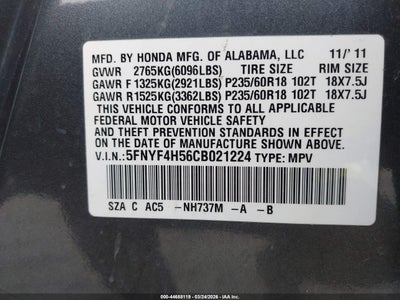 MFD. BY HONDA MFG. OF ALABAMA, LLC 11/'11
GVWR 2765KG(6096LBS) TIRE SIZE RIM SIZE
GAWR F 1325KG(2921LBS) P235/60R18 102T 18X7.5J
GAWR R 1525KG(3362LBS) P235/60R18 102T 18X7.5J
THIS VEHICLE CONFORMS TO ALL APPLICABLE
FEDERAL MOTOR VEHICLE SAFETY
AND THEFT PREVENTION STANDARDS IN EFFECT
ON THE DATE OF MANUFACTURE SHOWN ABOVE.
V.I.N.: 5FNYF4H56CB021224 TYPE: MPV
SZA C AC5 -NH737M -A -B
000-44688119 - 03/24/2026 - IAA, Inc.